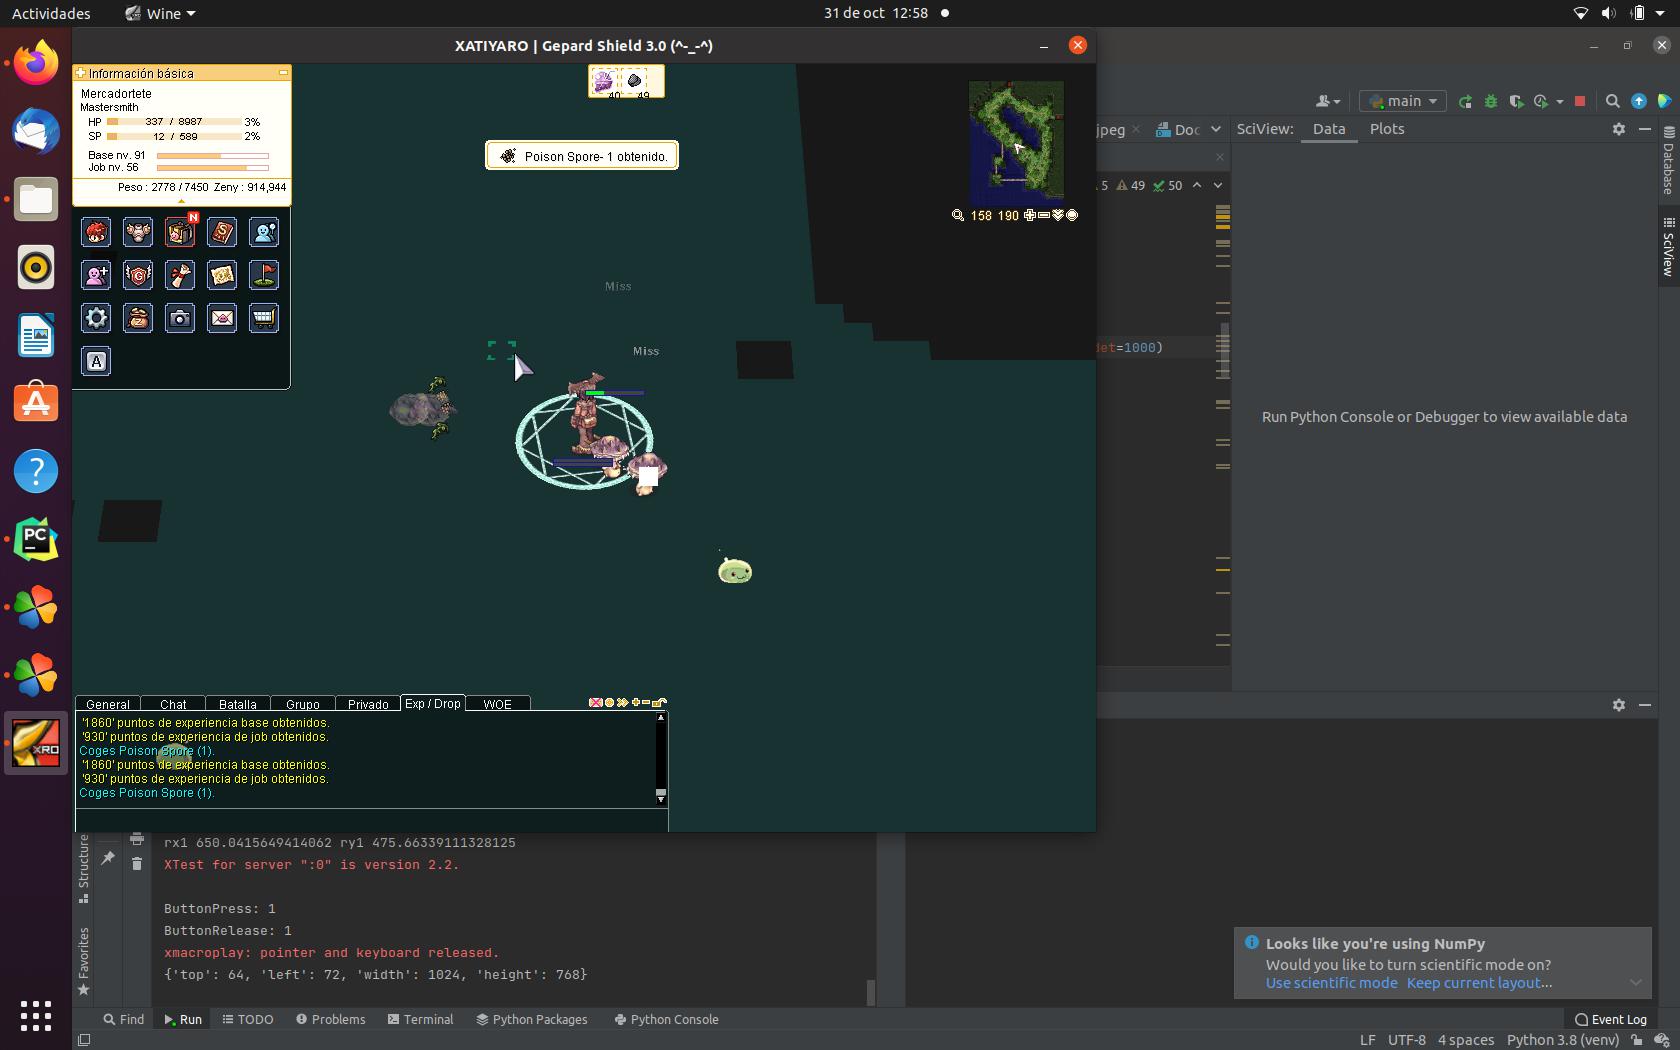 Actividades
Wine
31 de oct 12:58
XATIYARO | Gepard Shield 3.0 (^-_-^)
Información básica
Mercadortete
Mastersmith
HP 337 / 8987 3%
SP 12 / 589 2%
Base nv. 91
Job nv. 56
Peso : 2778 / 7450 Zeny : 914,944
N
A
40 49
Poison Spore- 1 obtenido.
158 190
Miss
Miss
main
jpeg
Doc
SciView: Data Plots
5 49 50
Database
SciView
det=1000)
Run Python Console or Debugger to view available data
PC
XRO
General Chat Batalla Grupo Privado Exp / Drop WOE
'1860' puntos de experiencia base obtenidos.
'930' puntos de experiencia de job obtenidos.
Coges Poison Spore (1).
'1860' puntos de experiencia base obtenidos.
'930' puntos de experiencia de job obtenidos.
Coges Poison Spore (1).
Structure
Favorites
rx1 650.0415649414062 ry1 475.66339111328125
XTest for server ":0" is version 2.2.
ButtonPress: 1
ButtonRelease: 1
xmacroplay: pointer and keyboard released.
{'top': 64, 'left': 72, 'width': 1024, 'height': 768}
Looks like you're using NumPy
Would you like to turn scientific mode on?
Use scientific mode Keep current layout...
Find Run TODO Problems Terminal Python Packages Python Console
Event Log
LF UTF-8 4 spaces Python 3.8 (venv)